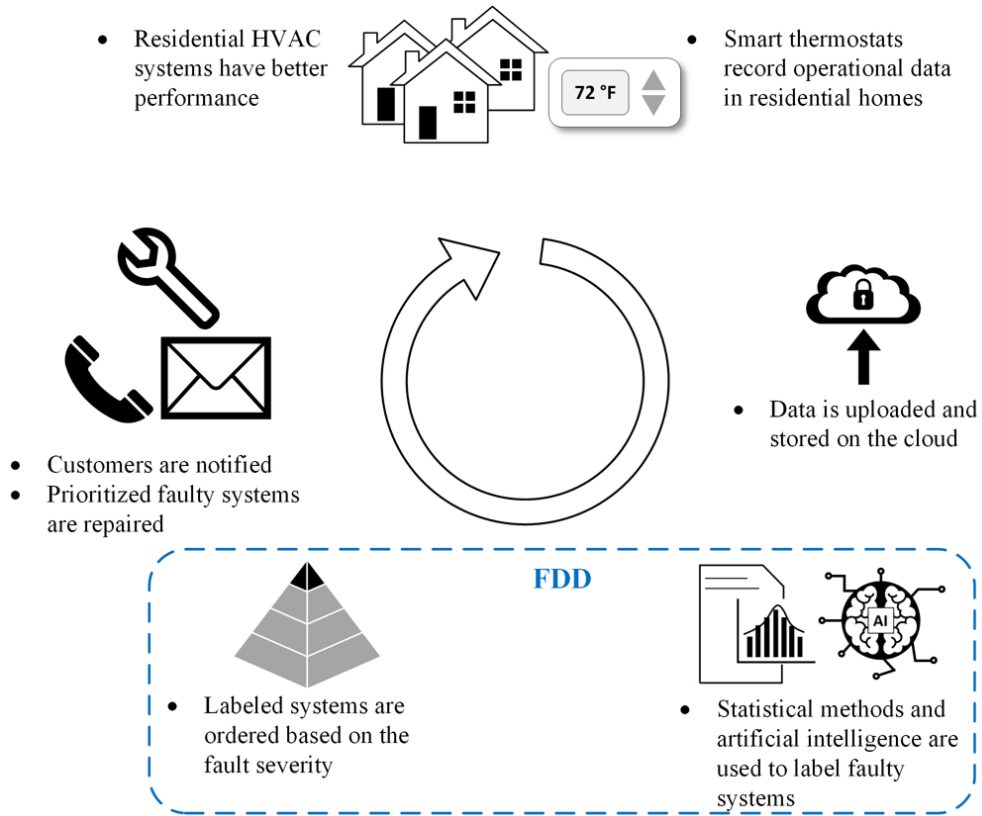 Residential HVAC
systems have better
performance
72 °F
Smart thermostats
record operational data
in residential homes
Data is uploaded and
stored on the cloud
Customers are notified
Prioritized faulty systems
are repaired
FDD
AI
Labeled systems are
ordered based on the
fault severity
Statistical methods and
artificial intelligence are
used to label faulty
systems